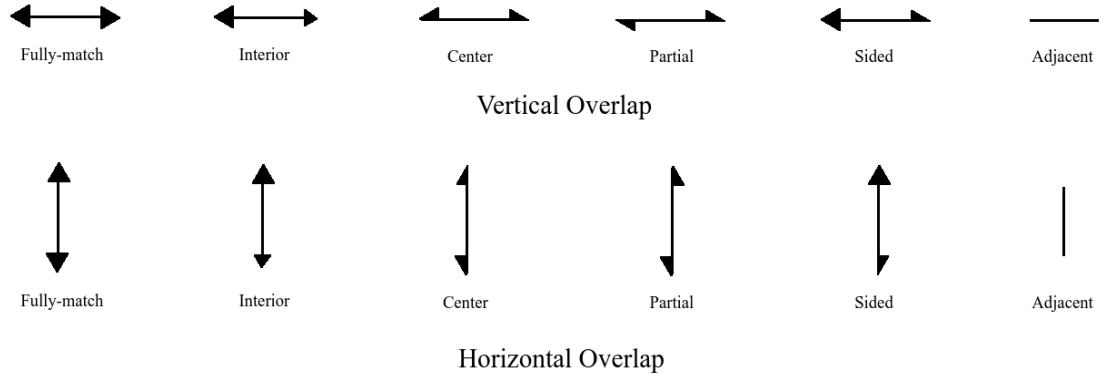 Fully-match Interior Center Partial Sided Adjacent
Vertical Overlap
Fully-match Interior Center Partial Sided Adjacent
Horizontal Overlap